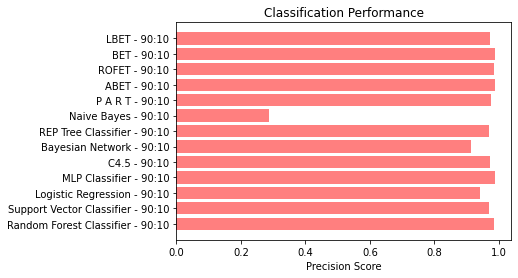 Classification Performance
LBET - 90:10
BET - 90:10
ROFET - 90:10
ABET - 90:10
P A R T - 90:10
Naive Bayes - 90:10
REP Tree Classifier - 90:10
Bayesian Network - 90:10
C4.5 - 90:10
MLP Classifier - 90:10
Logistic Regression - 90:10
Support Vector Classifier - 90:10
Random Forest Classifier - 90:10
0.0 0.2 0.4 0.6 0.8 1.0
Precision Score